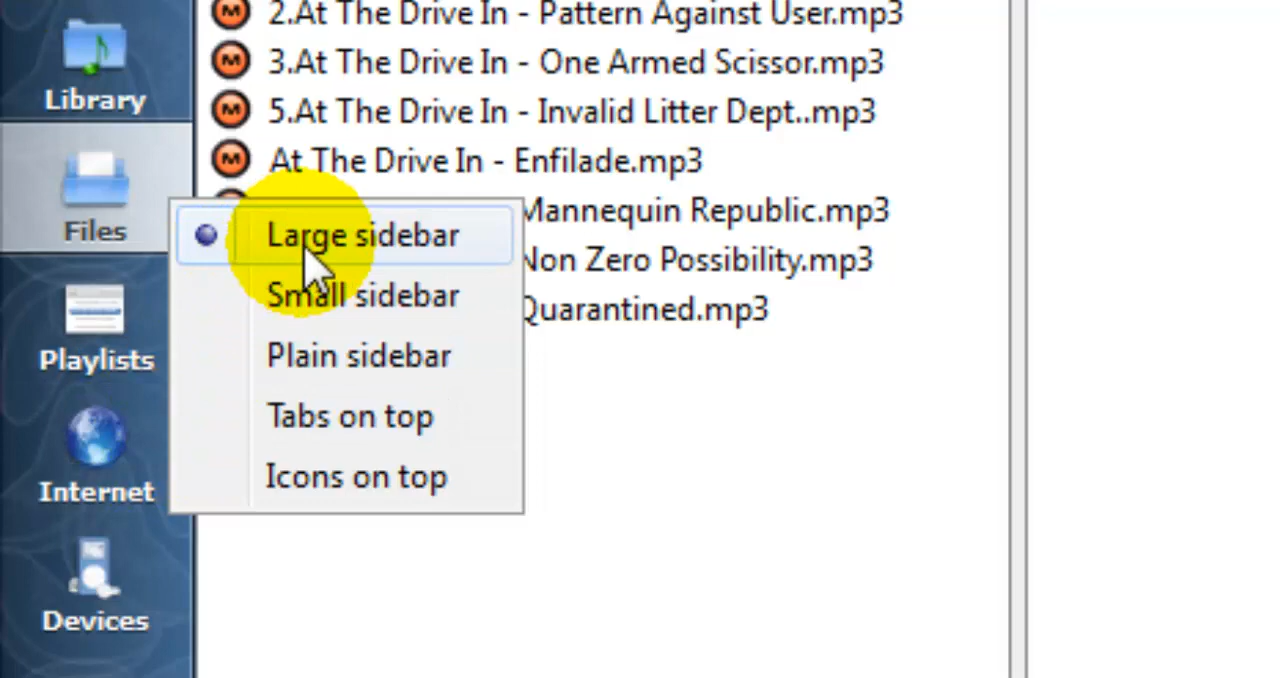 2.At The Drive In - Pattern Against User.mp3
Library
3.At The Drive In - One Armed Scissor.mp3
5.At The Drive In - Invalid Litter Dept..mp3
At The Drive In - Enfilade.mp3
Files
Mannequin Republic.mp3
Non Zero Possibility.mp3
Quarantined.mp3
Large sidebar
Small sidebar
Plain sidebar
Tabs on top
Icons on top
Playlists
Internet
Devices